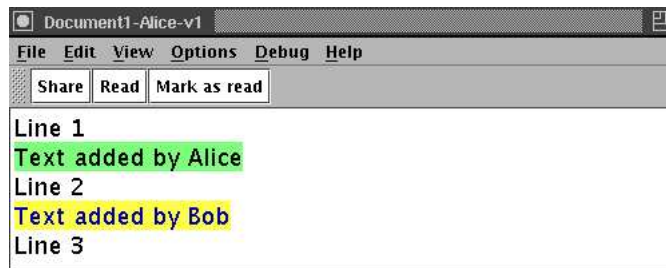 Document1-Alice-v1
File Edit View Options Debug Help
Share Read Mark as read
Line 1
Text added by Alice
Line 2
Text added by Bob
Line 3